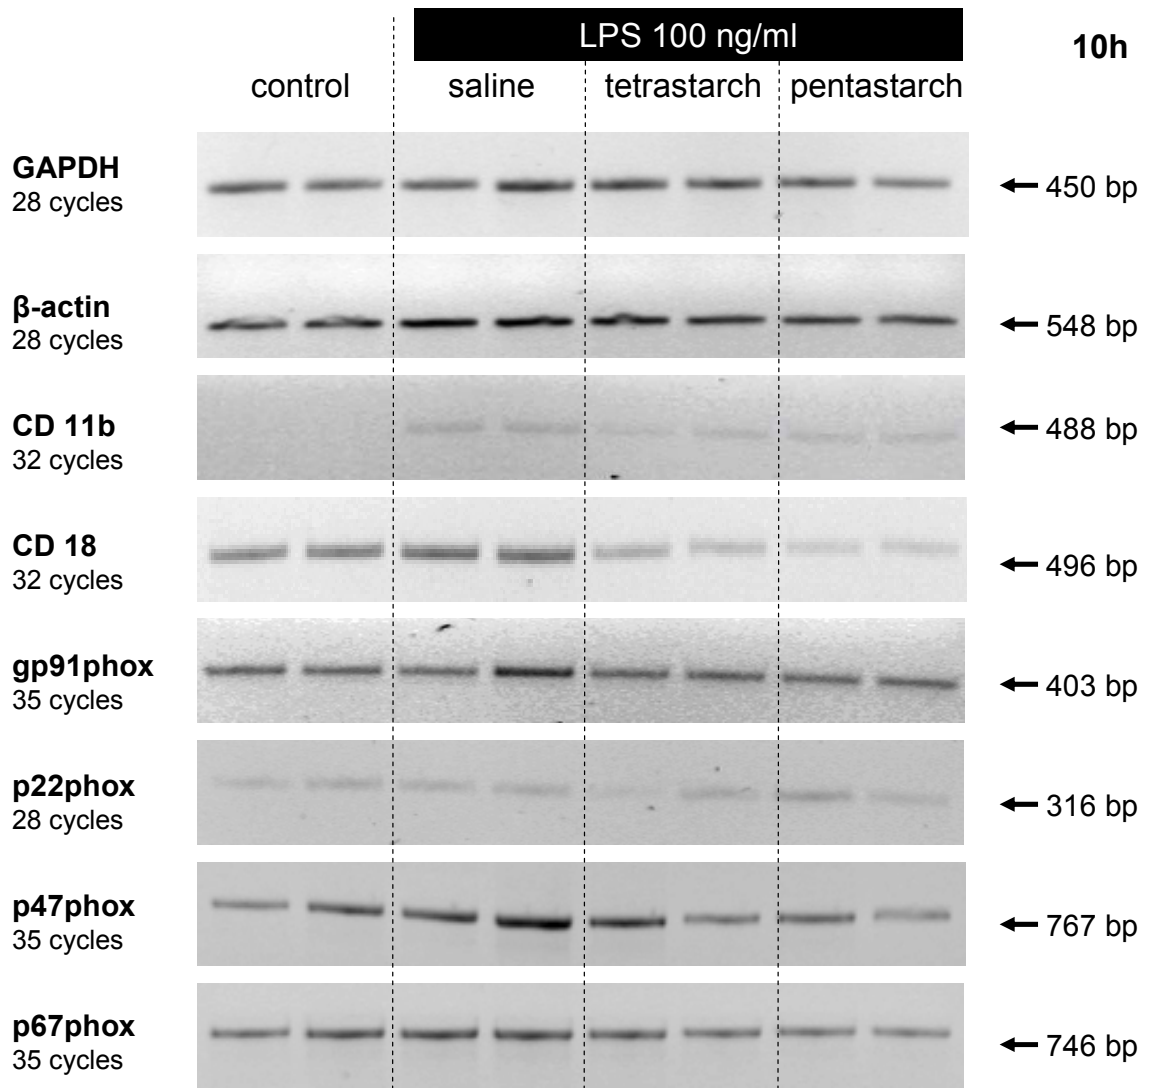 LPS 100 ng/ml
10h
control saline tetrastarch pentastarch
GAPDH
28 cycles
450 bp
β-actin
28 cycles
548 bp
CD 11b
32 cycles
488 bp
CD 18
32 cycles
496 bp
gp91phox
35 cycles
403 bp
p22phox
28 cycles
316 bp
p47phox
35 cycles
767 bp
p67phox
35 cycles
746 bp